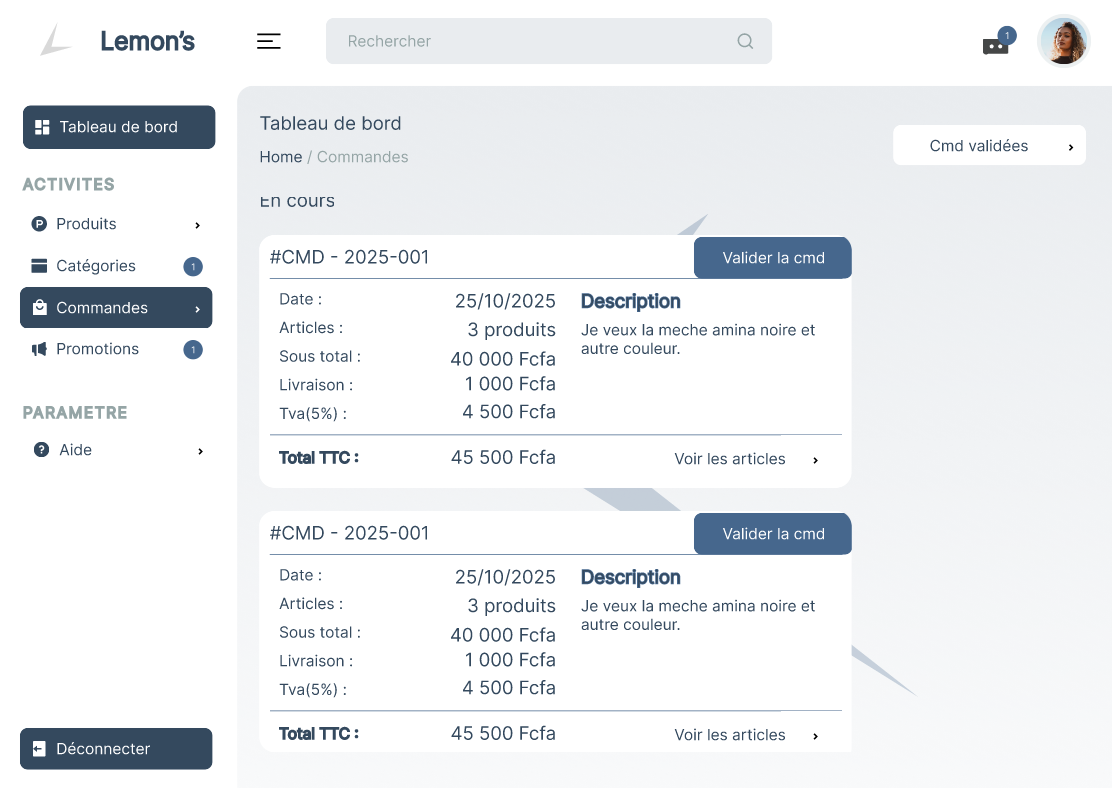 Lemon's
Rechercher
1
Tableau de bord
ACTIVITES
P Produits
Catégories 1
Commandes
Promotions 1
PARAMETRE
? Aide
Déconnecter
Tableau de bord
Home / Commandes
Cmd validées
En cours
#CMD - 2025-001
Valider la cmd
Date : 25/10/2025
Articles : 3 produits
Sous total : 40 000 Fcfa
Livraison : 1 000 Fcfa
Tva(5%) : 4 500 Fcfa
Description
Je veux la meche amina noire et
autre couleur.
Total TTC : 45 500 Fcfa
Voir les articles
#CMD - 2025-001
Valider la cmd
Date : 25/10/2025
Articles : 3 produits
Sous total : 40 000 Fcfa
Livraison : 1 000 Fcfa
Tva(5%) : 4 500 Fcfa
Description
Je veux la meche amina noire et
autre couleur.
Total TTC : 45 500 Fcfa
Voir les articles